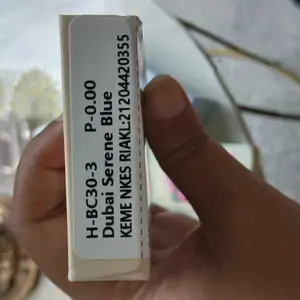 H-BC30-3 P-0.00
Dubai Serene Blue
KEME NKES RIAKL:21204420355